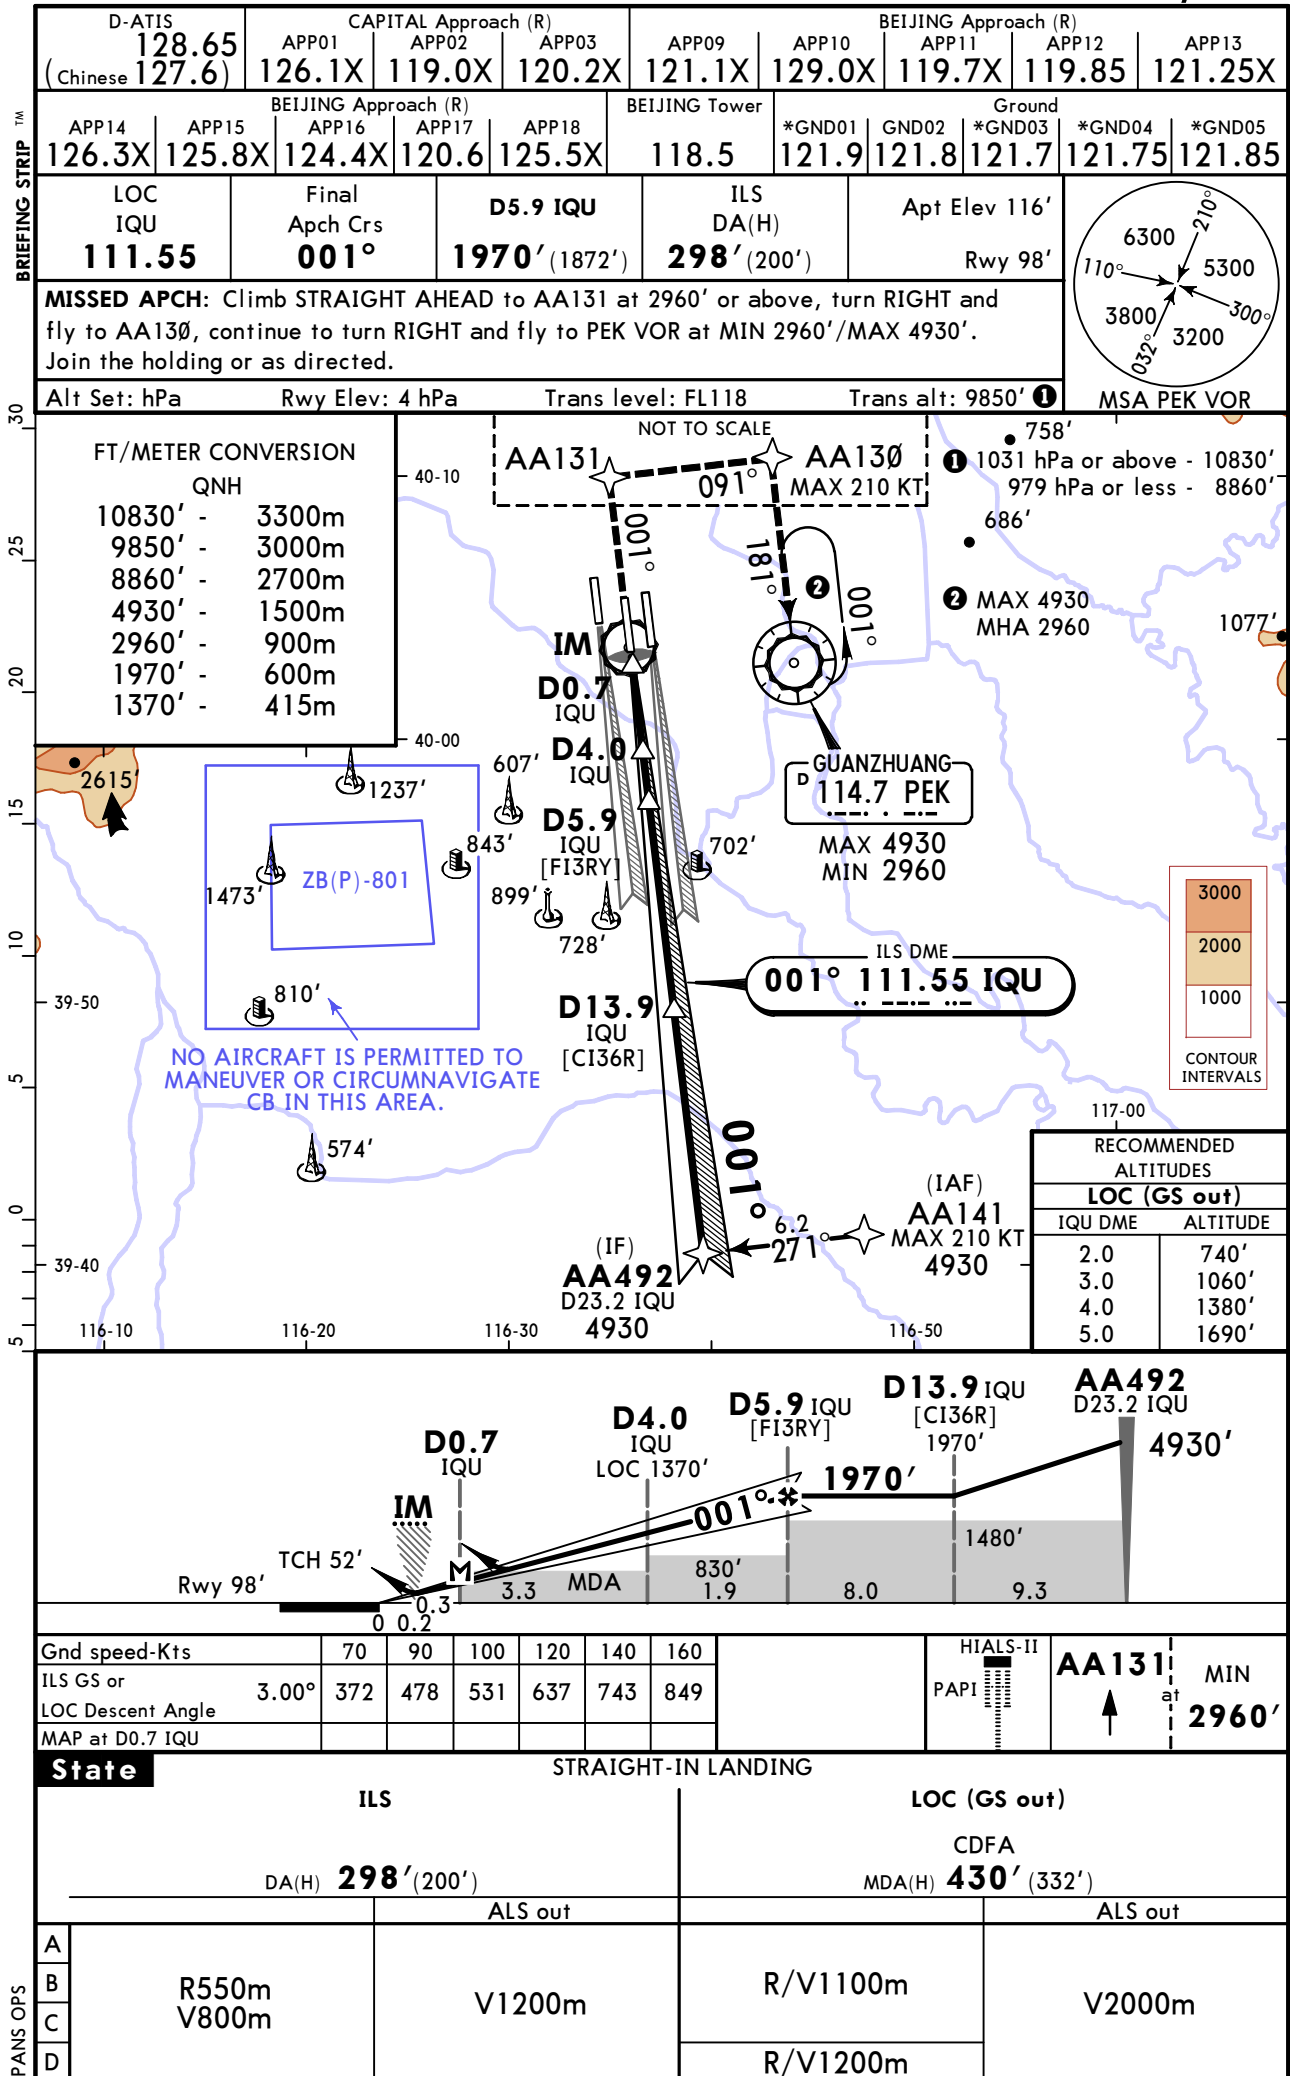 D-ATIS
128.65
(Chinese 127.6)
CAPITAL Approach (R)
APP01 APP02 APP03
126.1X 119.0X 120.2X
BEIJING Approach (R)
APP09 APP10 APP11 APP12 APP13
121.1X 129.0X 119.7X 119.85 121.25X
BEIJING Approach (R)
APP14 APP15 APP16 APP17 APP18
126.3X 125.8X 124.4X 120.6 125.5X
BEIJING Tower
118.5
Ground
*GND01 GND02 *GND03 *GND04 *GND05
121.9 121.8 121.7 121.75 121.85
BRIEFING STRIP TM
LOC
IQU
111.55
Final
Apch Crs
001°
D5.9 IQU
1970'(1872')
ILS
DA(H)
298'(200')
Apt Elev 116'
Rwy 98'
6300
210°
110°
5300
3800
300°
032°
3200
MSA PEK VOR
MISSED APCH: Climb STRAIGHT AHEAD to AA131 at 2960' or above, turn RIGHT and
fly to AA13Ø, continue to turn RIGHT and fly to PEK VOR at MIN 2960'/MAX 4930'.
Join the holding or as directed.
Alt Set: hPa Rwy Elev: 4 hPa Trans level: FL118 Trans alt: 9850' 1
FT/METER CONVERSION
QNH
10830' - 3300m
9850' - 3000m
8860' - 2700m
4930' - 1500m
2960' - 900m
1970' - 600m
1370' - 415m
NOT TO SCALE
AA131
AA13Ø
MAX 210 KT
091°
001°
181°
001°
2
40-10
758'
1 1031 hPa or above - 10830'
979 hPa or less - 8860'
686'
2 MAX 4930
MHA 2960
1077'
IM
D0.7
IQU
D4.0
IQU
D5.9
IQU
[FI3RY]
40-00
2615'
1237'
607'
843'
1473'
ZB(P)-801
899'
728'
702'
GUANZHUANG
D 114.7 PEK
MAX 4930
MIN 2960
3000
2000
1000
CONTOUR
INTERVALS
ILS DME
001° 111.55 IQU
39-50
810'
D13.9
IQU
[CI36R]
NO AIRCRAFT IS PERMITTED TO
MANEUVER OR CIRCUMNAVIGATE
CB IN THIS AREA.
574'
001°
117-00
(IAF)
AA141
MAX 210 KT
4930
6.2
271°
(IF)
AA492
D23.2 IQU
4930
39-40
116-10
116-20
116-30
116-50
30
25
20
15
10
5
0
5
RECOMMENDED
ALTITUDES
LOC (GS out)
IQU DME ALTITUDE
2.0 740'
3.0 1060'
4.0 1380'
5.0 1690'
D0.7
IQU
D4.0
IQU
LOC 1370'
D5.9 IQU
[FI3RY]
D13.9 IQU
[CI36R]
1970'
AA492
D23.2 IQU
4930'
1970'
001°
IM
M
TCH 52'
Rwy 98'
MDA
830'
1480'
3.3 1.9 8.0 9.3
0.3
0 0.2
Gnd speed-Kts 70 90 100 120 140 160
ILS GS or
LOC Descent Angle 3.00° 372 478 531 637 743 849
MAP at D0.7 IQU
HIALS-II
PAPI
AA131
at
MIN
2960'
State
STRAIGHT-IN LANDING
ILS
DA(H) 298'(200')
LOC (GS out)
CDFA
MDA(H) 430'(332')
ALS out
ALS out
A
B
C
D
R550m
V800m
V1200m
R/V1100m
R/V1200m
V2000m
PANS OPS